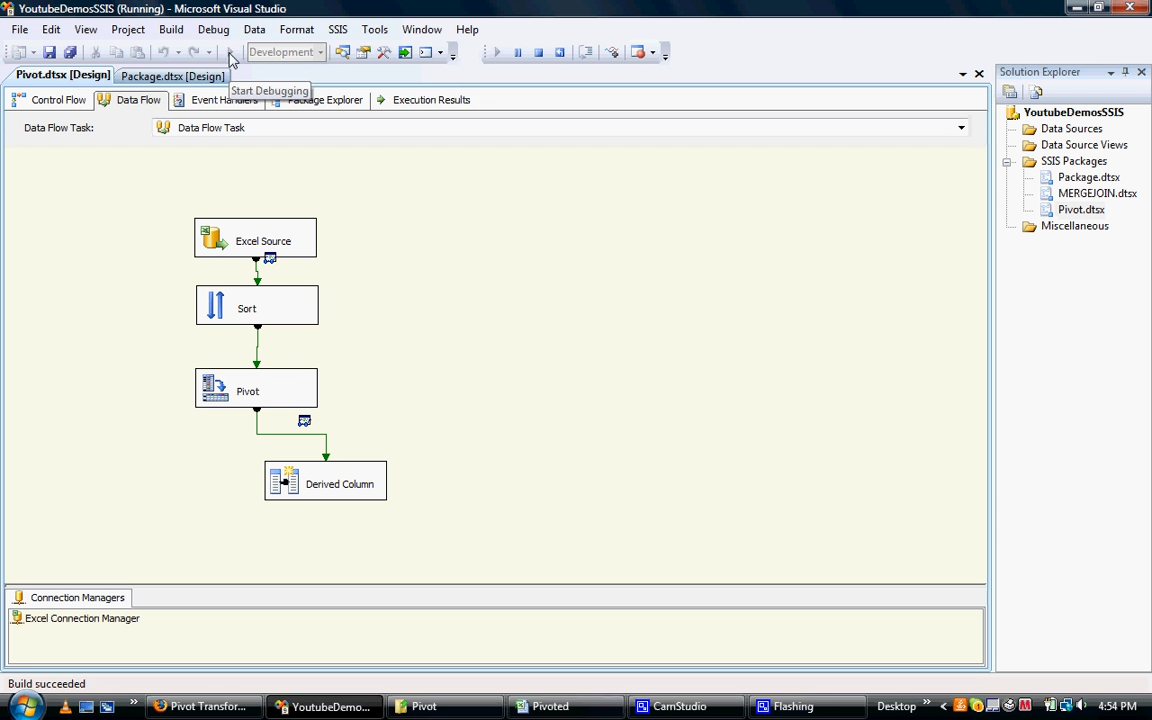 YoutubeDemosSSIS (Running) - Microsoft Visual Studio
File Edit View Project Build Debug Data Format SSIS Tools Window Help
Development
Pivot.dtsx [Design] Package.dtsx [Design]
Start Debugging
Control Flow Data Flow Event Handlers Package Explorer Execution Results
Data Flow Task: Data Flow Task
Excel Source
Sort
Pivot
Derived Column
Connection Managers
Excel Connection Manager
Solution Explorer
YoutubeDemosSSIS
Data Sources
Data Source Views
SSIS Packages
Package.dtsx
MERGEJOIN.dtsx
Pivot.dtsx
Miscellaneous
Build succeeded
Pivot Transfor... YoutubeDemo... Pivot Pivoted CamStudio Flashing Desktop 4:54 PM